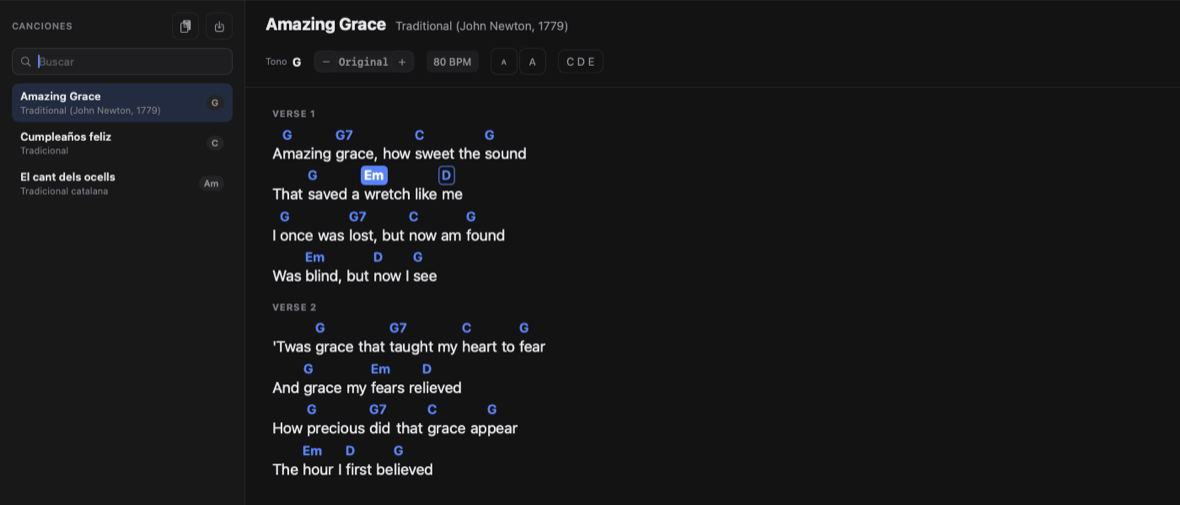 CANCIONES
Buscar
Amazing Grace
Traditional (John Newton, 1779)
G
Cumpleaños feliz
Tradicional
C
El cant dels ocells
Tradicional catalana
Am
Amazing Grace Traditional (John Newton, 1779)
Tono G − Original + 80 BPM A A C D E
VERSE 1
G G7 C G
Amazing grace, how sweet the sound
G Em D
That saved a wretch like me
G G7 C G
I once was lost, but now am found
Em D G
Was blind, but now I see
VERSE 2
G G7 C G
'Twas grace that taught my heart to fear
G Em D
And grace my fears relieved
G G7 C G
How precious did that grace appear
Em D G
The hour I first believed